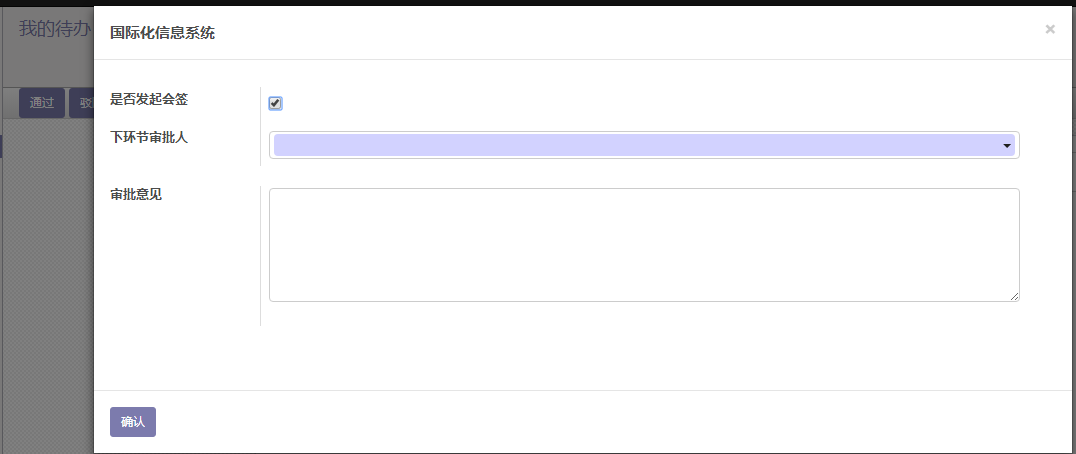 我的待办
国际化信息系统
×
通过
驳
是否发起会签
下环节审批人
审批意见
确认